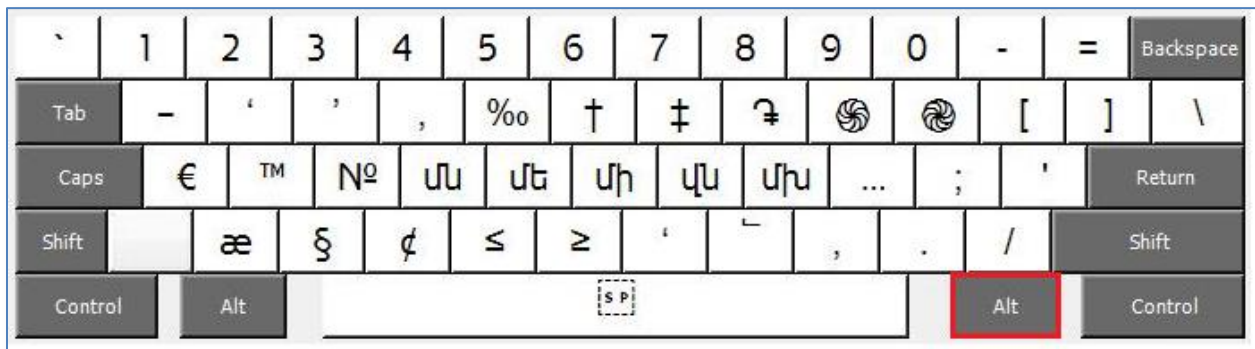 ` 1 2 3 4 5 6 7 8 9 0 - = Backspace
Tab – ‘ ’ ‚ ‰ † ‡ ֏ ֍ ֎ [ ] \
Caps € ™ № ﬓ ﬔ ﬕ ﬖ ﬗ … ; ' Return
Shift æ § ¢ ≤ ≥ ՙ ՟ , . / Shift
Control Alt SP Alt Control